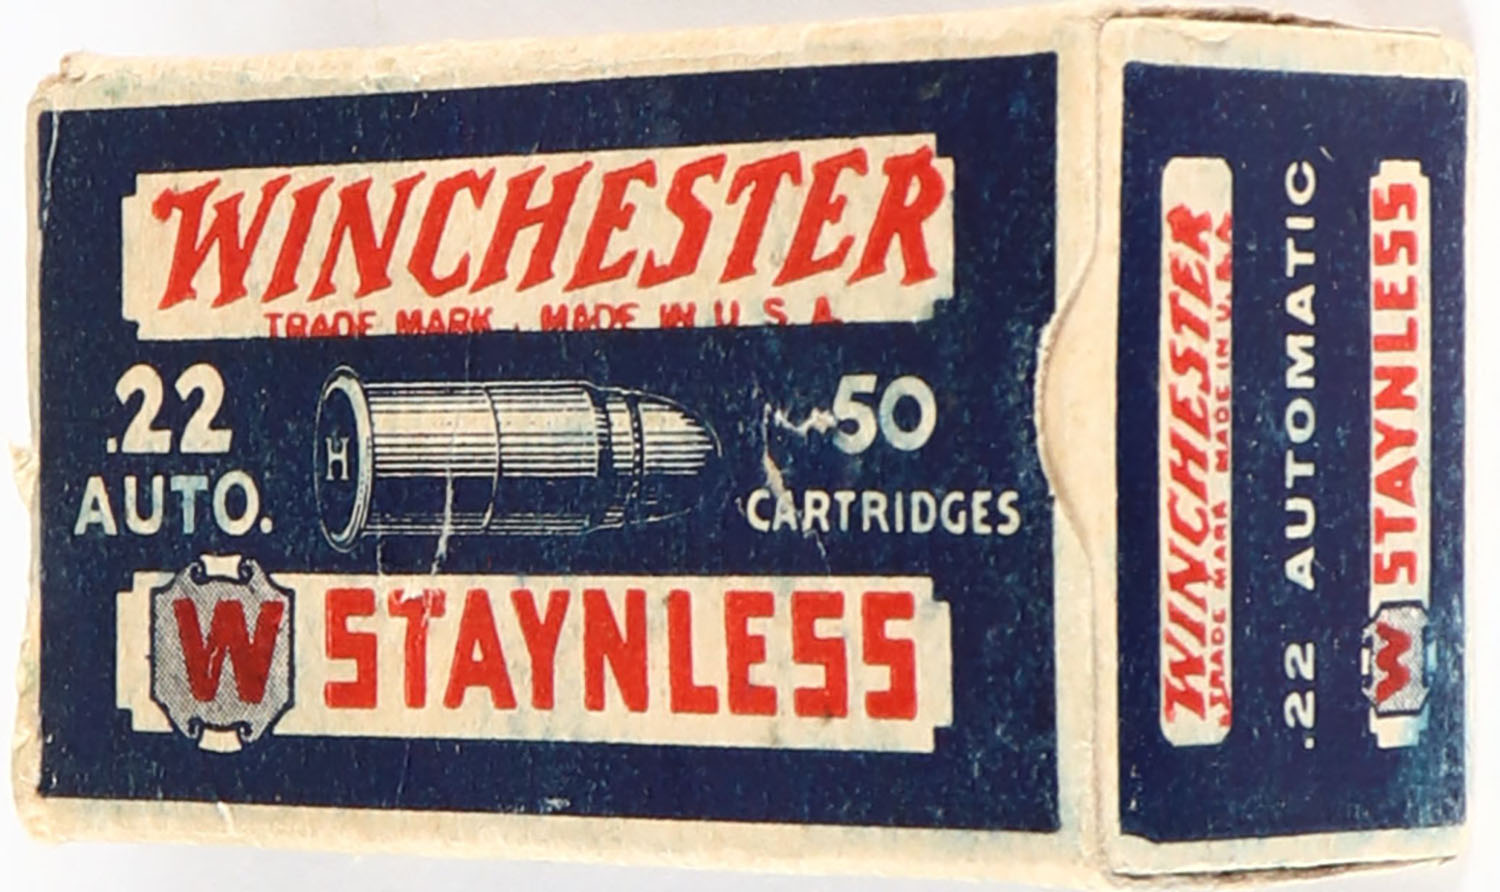 WINCHESTER
TRADE MARK . MADE IN U. S. A.
.22
AUTO.
H
50
CARTRIDGES
W STAYNLESS
WINCHESTER
TRADE MARK MADE IN U. S. A.
.22 AUTOMATIC
W STAYNLESS